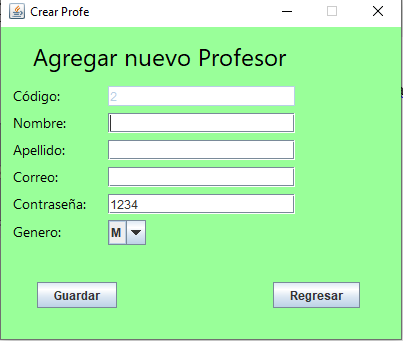 Crear Profe
Agregar nuevo Profesor
Código: 2
Nombre:
Apellido:
Correo:
Contraseña: 1234
Genero: M
Guardar Regresar